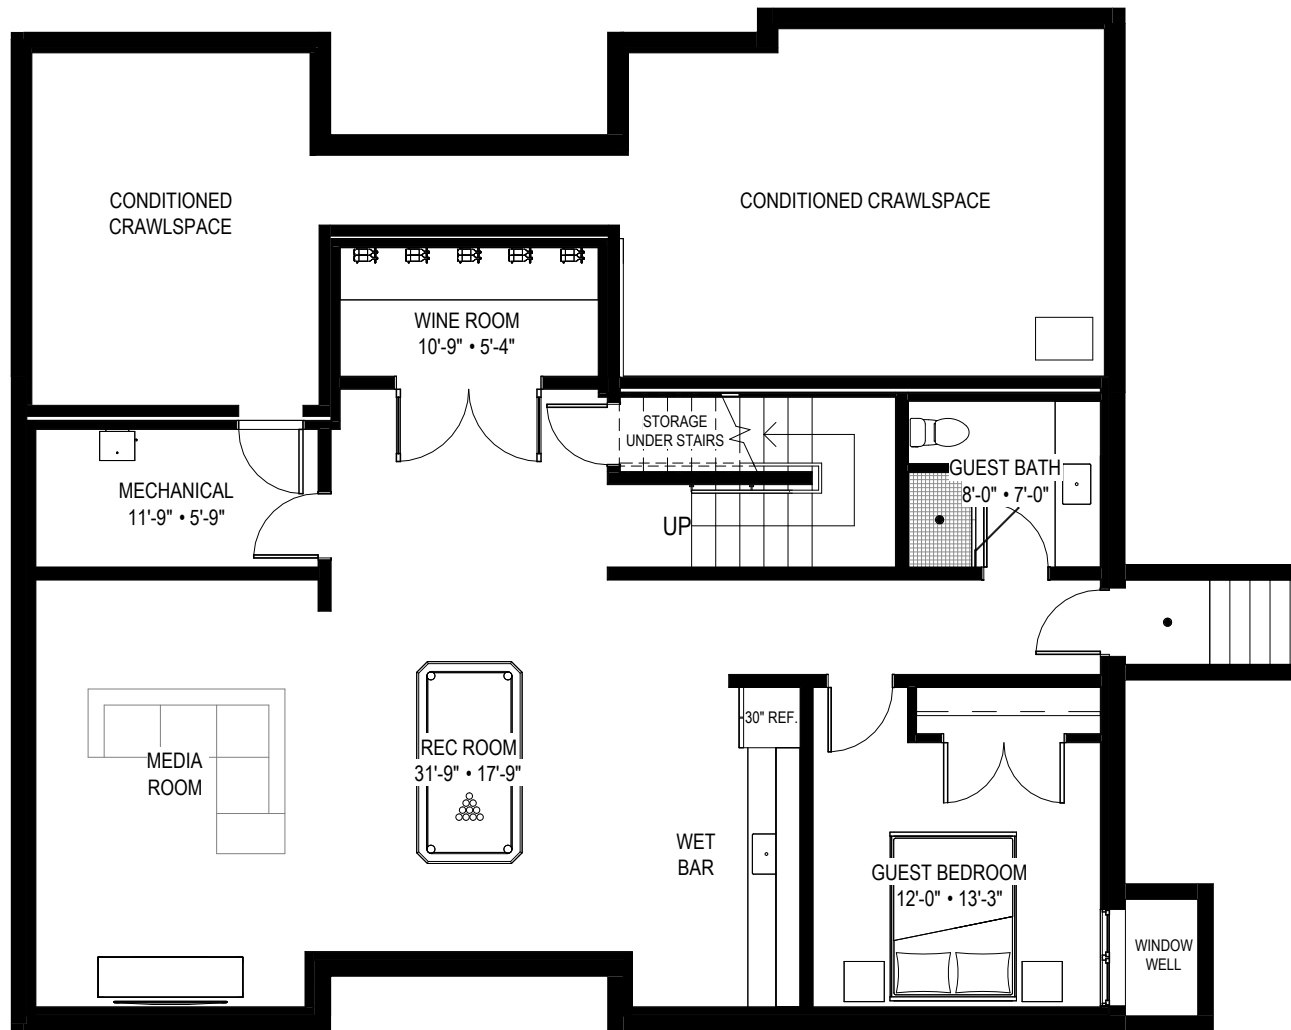 CONDITIONED
CRAWLSPACE
CONDITIONED CRAWLSPACE
WINE ROOM
10'-9" • 5'-4"
STORAGE
UNDER STAIRS
GUEST BATH
8'-0" • 7'-0"
MECHANICAL
11'-9" • 5'-9"
UP
30" REF.
MEDIA
ROOM
REC ROOM
31'-9" • 17'-9"
WET
BAR
GUEST BEDROOM
12'-0" • 13'-3"
WINDOW
WELL